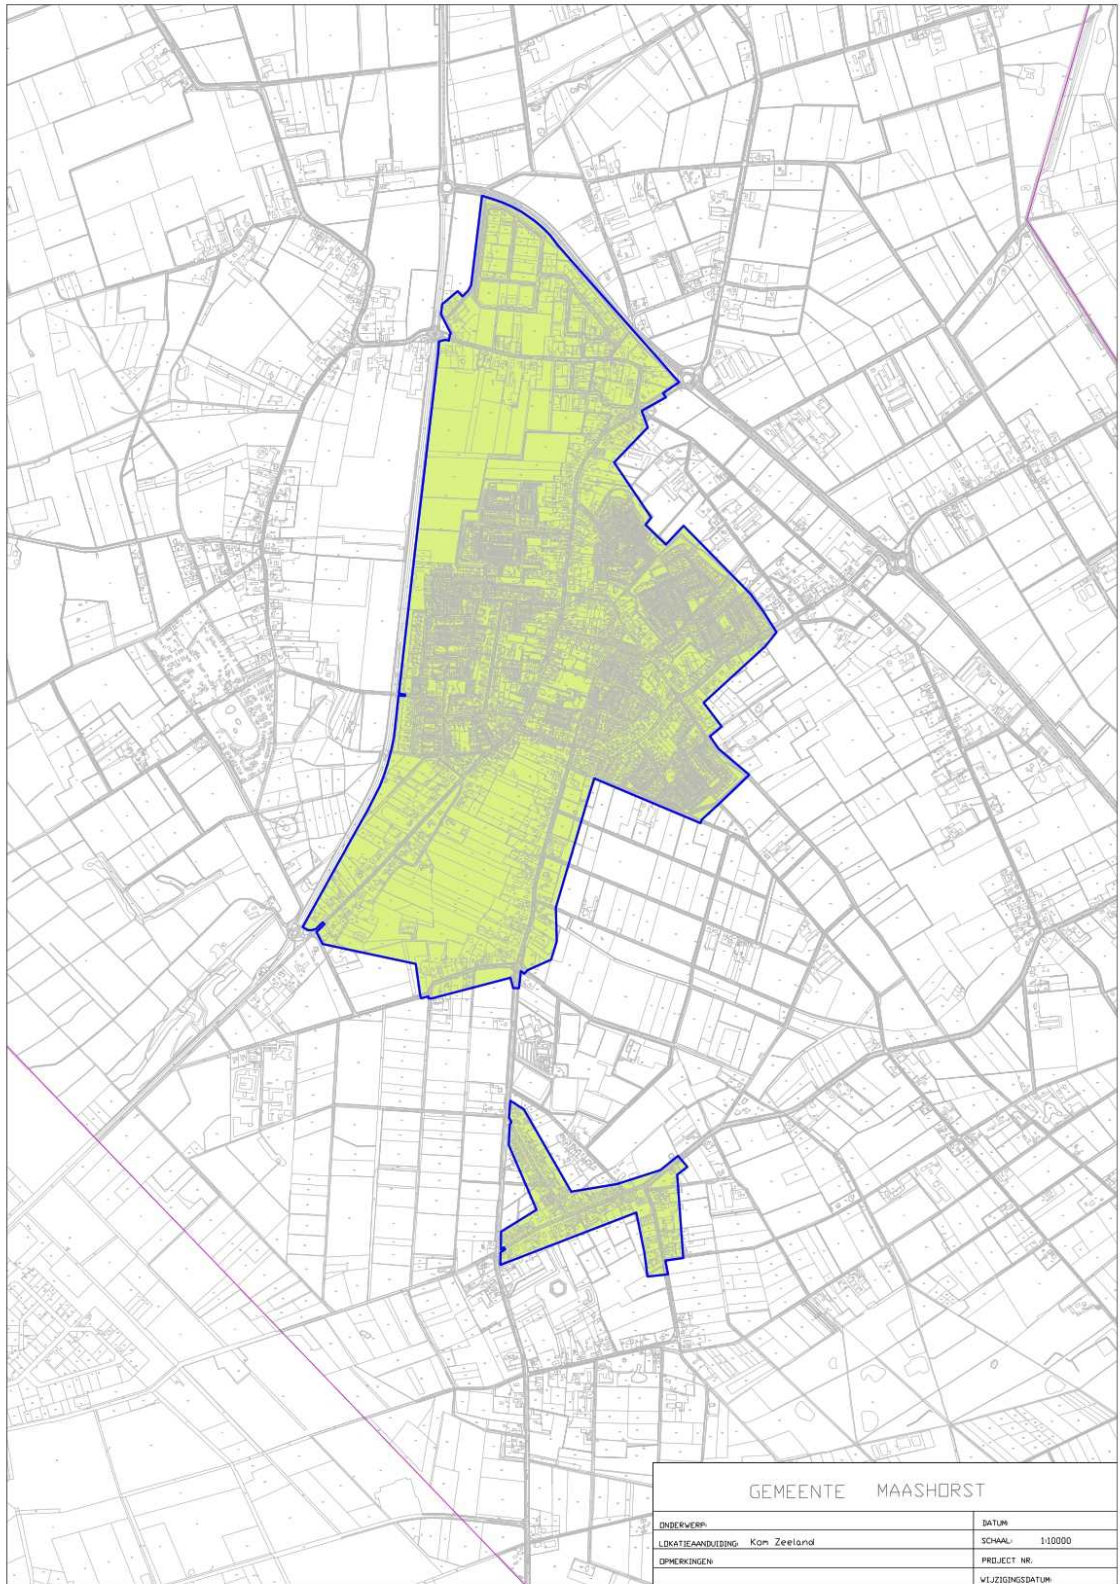 GEMEENTE MAASHORST
ONDERWERP:
DATUM:
LOKATIEAANDUIDING: Kom Zeeland
SCHAAL: 1:10000
OPMERKINGEN:
PROJECT NR.
WIJZIGINGSDATUM: